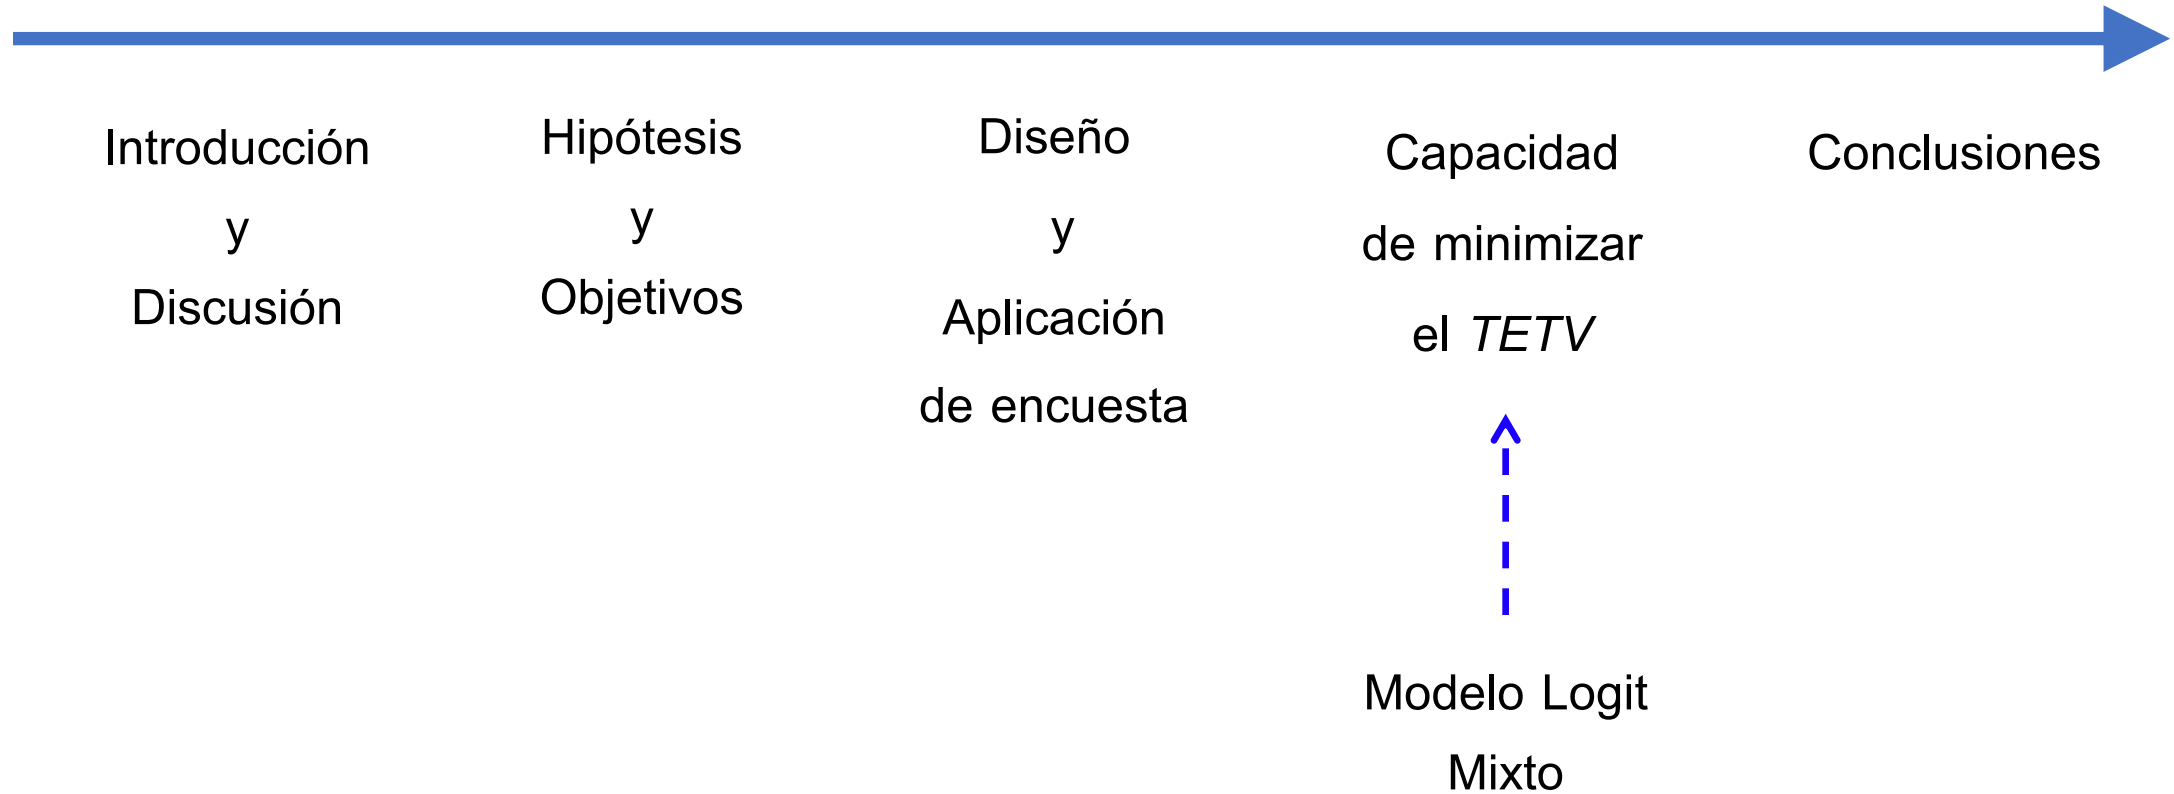 Introducción
y
Discusión
Hipótesis
y
Objetivos
Diseño
y
Aplicación
de encuesta
Capacidad
de minimizar
el TETV
Modelo Logit
Mixto
Conclusiones